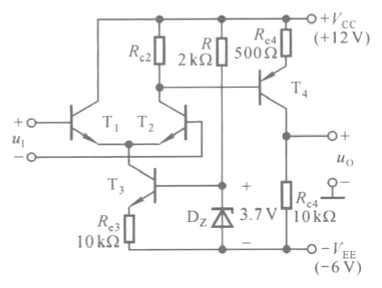 +V_CC
(+12 V)
R_c2
R
2 kΩ
R_e4
500 Ω
T_4
+
u_I
−
T_1
T_2
+
u_O
−
T_3
+
D_Z
3.7 V
−
R_e3
10 kΩ
R_c4
10 kΩ
−V_EE
(−6 V)